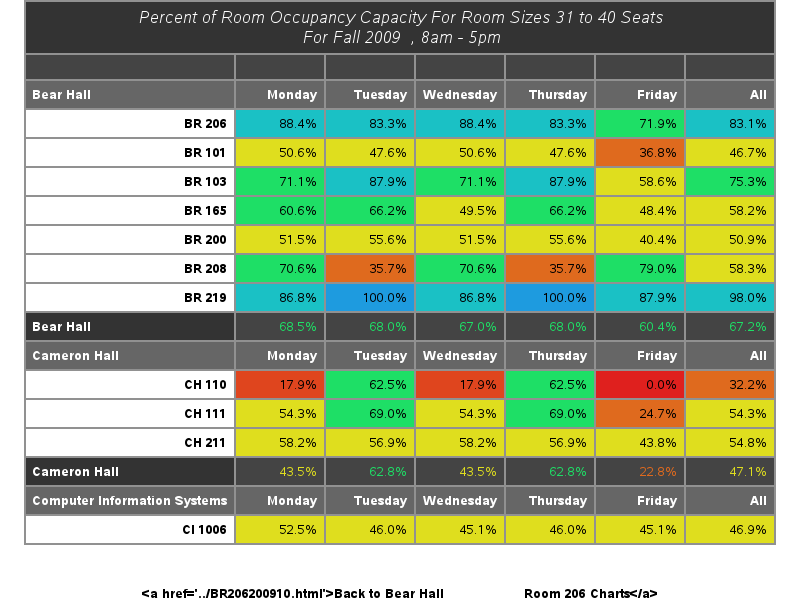 Percent of Room Occupancy Capacity For Room Sizes 31 to 40 Seats
For Fall 2009 , 8am - 5pm
Bear Hall Monday Tuesday Wednesday Thursday Friday All
BR 206 88.4% 83.3% 88.4% 83.3% 71.9% 83.1%
BR 101 50.6% 47.6% 50.6% 47.6% 36.8% 46.7%
BR 103 71.1% 87.9% 71.1% 87.9% 58.6% 75.3%
BR 165 60.6% 66.2% 49.5% 66.2% 48.4% 58.2%
BR 200 51.5% 55.6% 51.5% 55.6% 40.4% 50.9%
BR 208 70.6% 35.7% 70.6% 35.7% 79.0% 58.3%
BR 219 86.8% 100.0% 86.8% 100.0% 87.9% 98.0%
Bear Hall 68.5% 68.0% 67.0% 68.0% 60.4% 67.2%
Cameron Hall Monday Tuesday Wednesday Thursday Friday All
CH 110 17.9% 62.5% 17.9% 62.5% 0.0% 32.2%
CH 111 54.3% 69.0% 54.3% 69.0% 24.7% 54.3%
CH 211 58.2% 56.9% 58.2% 56.9% 43.8% 54.8%
Cameron Hall 43.5% 62.8% 43.5% 62.8% 22.8% 47.1%
Computer Information Systems Monday Tuesday Wednesday Thursday Friday All
CI 1006 52.5% 46.0% 45.1% 46.0% 45.1% 46.9%
<a href='../BR206200910.html'>Back to Bear Hall Room 206 Charts</a>